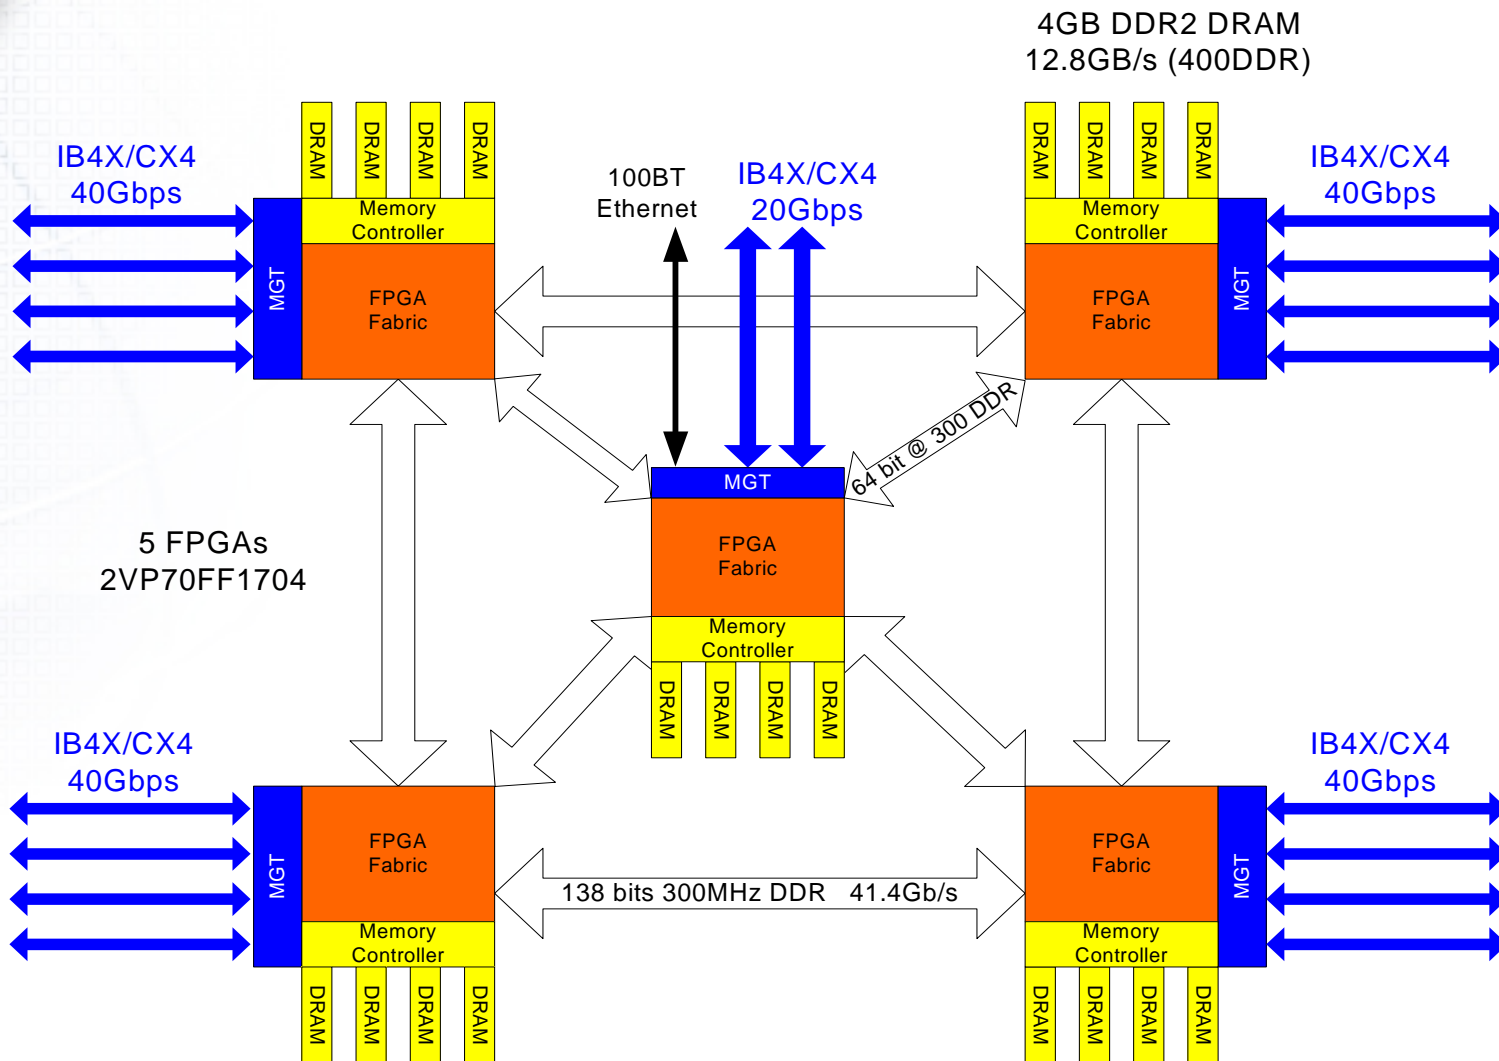 4GB DDR2 DRAM
12.8GB/s (400DDR)
DRAM
DRAM
DRAM
DRAM
DRAM
DRAM
DRAM
DRAM
IB4X/CX4
40Gbps
100BT
Ethernet
IB4X/CX4
20Gbps
IB4X/CX4
40Gbps
Memory
Controller
Memory
Controller
MGT
FPGA
Fabric
FPGA
Fabric
MGT
64 bit @ 300 DDR
MGT
5 FPGAs
2VP70FF1704
FPGA
Fabric
Memory
Controller
DRAM
DRAM
DRAM
DRAM
IB4X/CX4
40Gbps
IB4X/CX4
40Gbps
MGT
FPGA
Fabric
FPGA
Fabric
MGT
138 bits 300MHz DDR 41.4Gb/s
Memory
Controller
Memory
Controller
DRAM
DRAM
DRAM
DRAM
DRAM
DRAM
DRAM
DRAM